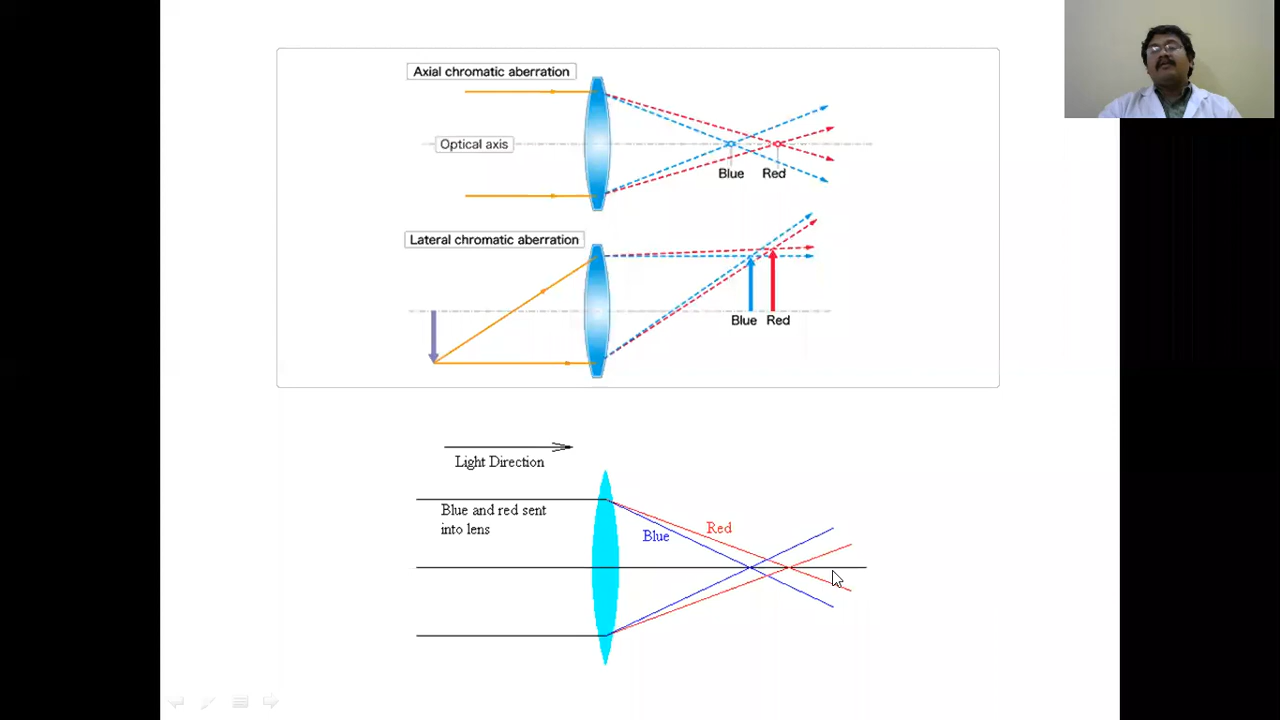 Axial chromatic aberration
Optical axis
Blue Red
Lateral chromatic aberration
Blue Red
Light Direction
Blue and red sent
into lens
Blue
Red